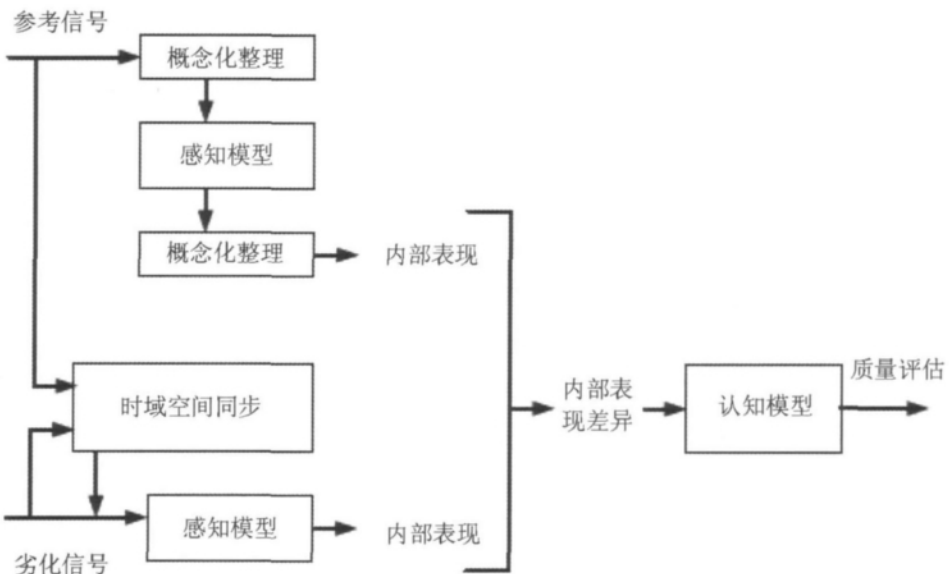 参考信号
概念化整理
感知模型
概念化整理
内部表现
时域空间同步
内部表
现差异
认知模型
质量评估
感知模型
内部表现
劣化信号